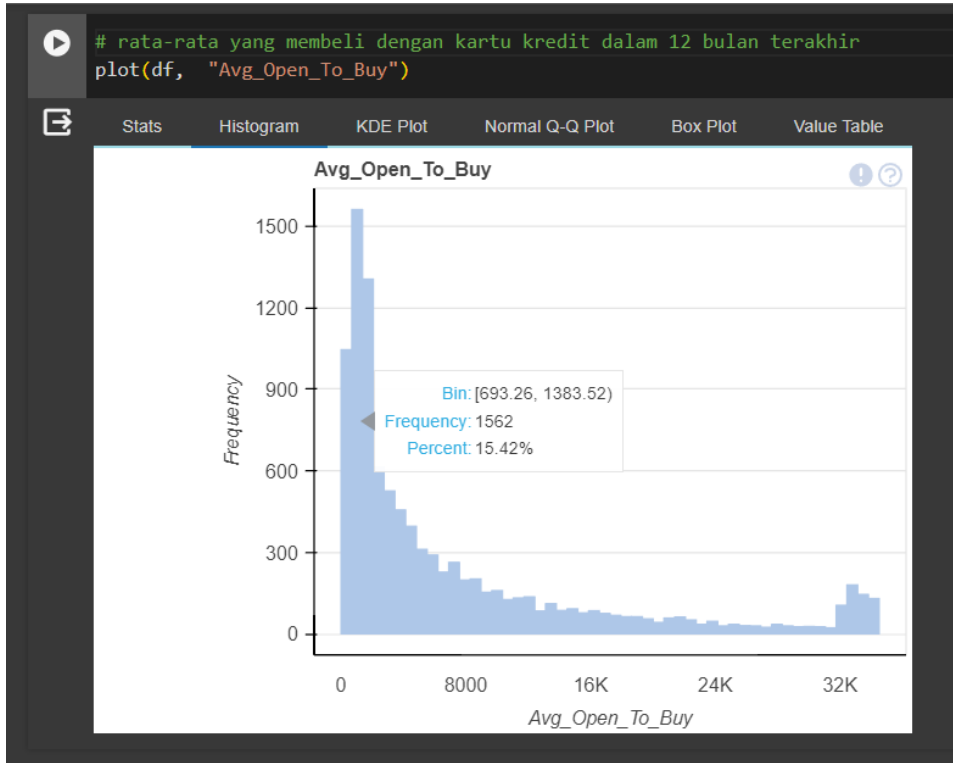 # rata-rata yang membeli dengan kartu kredit dalam 12 bulan terakhir
plot(df,  "Avg_Open_To_Buy")
Stats Histogram KDE Plot Normal Q-Q Plot Box Plot Value Table
Avg_Open_To_Buy
! ?
1500
1200
900
600
300
0
Frequency
Bin: [693.26, 1383.52)
Frequency: 1562
Percent: 15.42%
0 8000 16K 24K 32K
Avg_Open_To_Buy